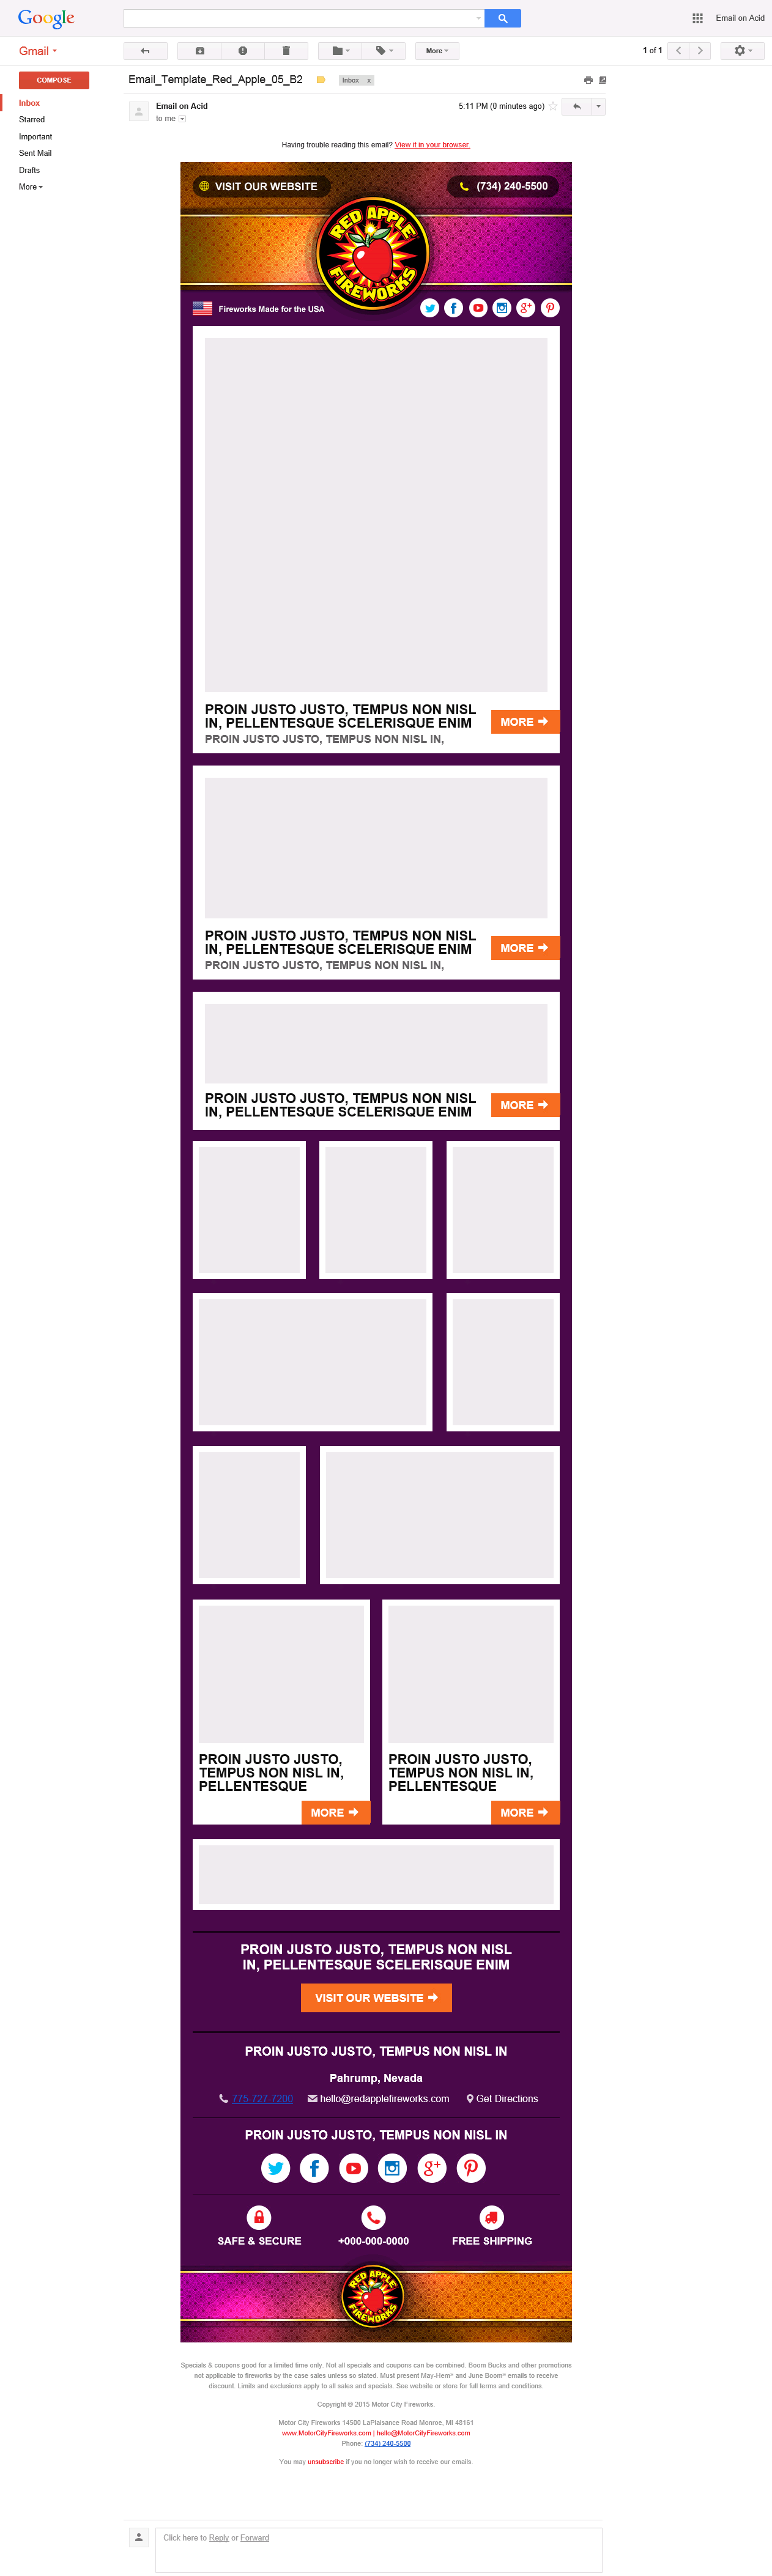 Google
Email on Acid
Gmail
More
1 of 1
COMPOSE
Inbox
Starred
Important
Sent Mail
Drafts
More
Email_Template_Red_Apple_05_B2
Inbox x
Email on Acid
5:11 PM (0 minutes ago)
to me
Having trouble reading this email? View it in your browser.
VISIT OUR WEBSITE
(734) 240-5500
RED APPLE
FIREWORKS
Fireworks Made for the USA
PROIN JUSTO JUSTO, TEMPUS NON NISL
IN, PELLENTESQUE SCELERISQUE ENIM
PROIN JUSTO JUSTO, TEMPUS NON NISL IN,
MORE
PROIN JUSTO JUSTO, TEMPUS NON NISL
IN, PELLENTESQUE SCELERISQUE ENIM
PROIN JUSTO JUSTO, TEMPUS NON NISL IN,
MORE
PROIN JUSTO JUSTO, TEMPUS NON NISL
IN, PELLENTESQUE SCELERISQUE ENIM
MORE
PROIN JUSTO JUSTO,
TEMPUS NON NISL IN,
PELLENTESQUE
MORE
PROIN JUSTO JUSTO,
TEMPUS NON NISL IN,
PELLENTESQUE
MORE
PROIN JUSTO JUSTO, TEMPUS NON NISL
IN, PELLENTESQUE SCELERISQUE ENIM
VISIT OUR WEBSITE
PROIN JUSTO JUSTO, TEMPUS NON NISL IN
Pahrump, Nevada
775-727-7200 hello@redapplefireworks.com Get Directions
PROIN JUSTO JUSTO, TEMPUS NON NISL IN
SAFE & SECURE +000-000-0000 FREE SHIPPING
RED APPLE
FIREWORKS
Specials & coupons good for a limited time only. Not all specials and coupons can be combined. Boom Bucks and other promotions
not applicable to fireworks by the case sales unless so stated. Must present May-Hem℠ and June Boom℠ emails to receive
discount. Limits and exclusions apply to all sales and specials. See website or store for full terms and conditions.
Copyright © 2015 Motor City Fireworks.
Motor City Fireworks 14500 LaPlaisance Road Monroe, MI 48161
www.MotorCityFireworks.com | hello@MotorCityFireworks.com
Phone: (734) 240-5500
You may unsubscribe if you no longer wish to receive our emails.
Click here to Reply or Forward